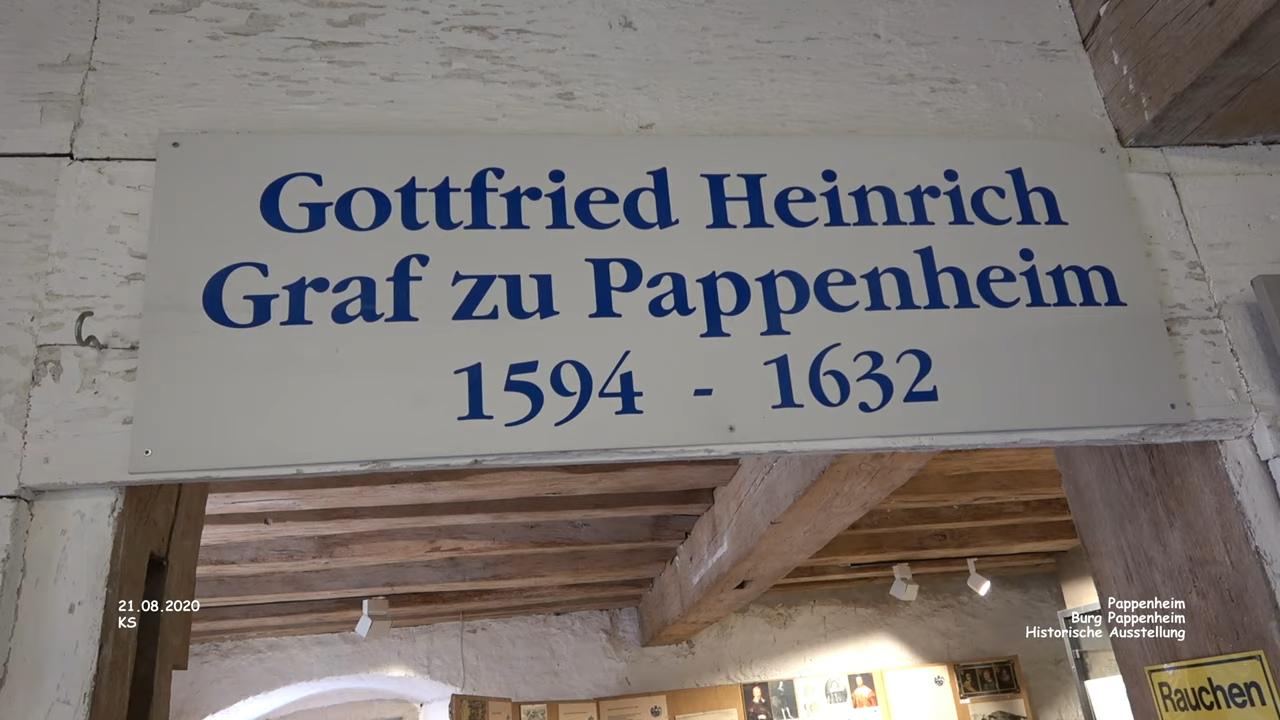 Gottfried Heinrich
Graf zu Pappenheim
1594 - 1632
21.08.2020
KS
Pappenheim
Burg Pappenheim
Historische Ausstellung
Rauchen